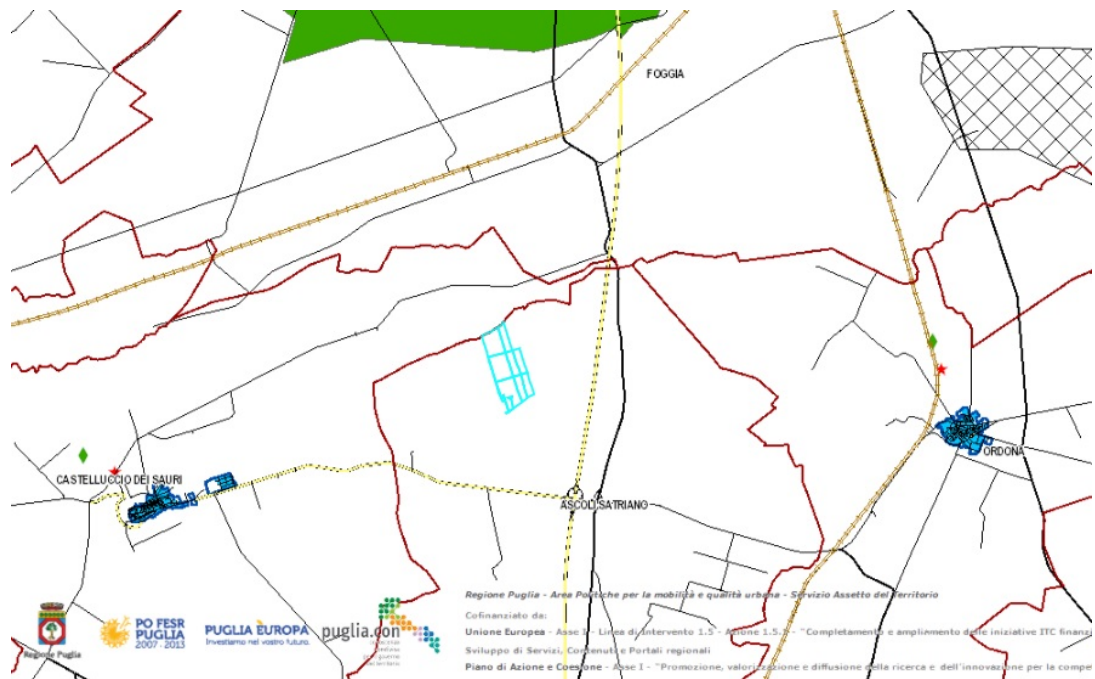 FOGGIA
CASTELLUCCIO DEI SAURI
ORDONA
ASCOLI SATRIANO
Regione Puglia
PO FESR
PUGLIA
2007-2013
PUGLIA EUROPA
Investiamo nel vostro futuro.
puglia.con
Regione Puglia - Area Politiche per la mobilità e qualità urbana - Servizio Assetto del Territorio
Cofinanziato da:
Unione Europea - Asse I - Linea di Intervento 1.5 - Azione 1.5.1 - "Completamento e ampliamento delle iniziative ITC finanzi
Sviluppo di Servizi, Contenuti e Portali regionali
Piano di Azione e Coesione - Asse I - "Promozione, valorizzazione e diffusione della ricerca e dell'innovazione per la compet